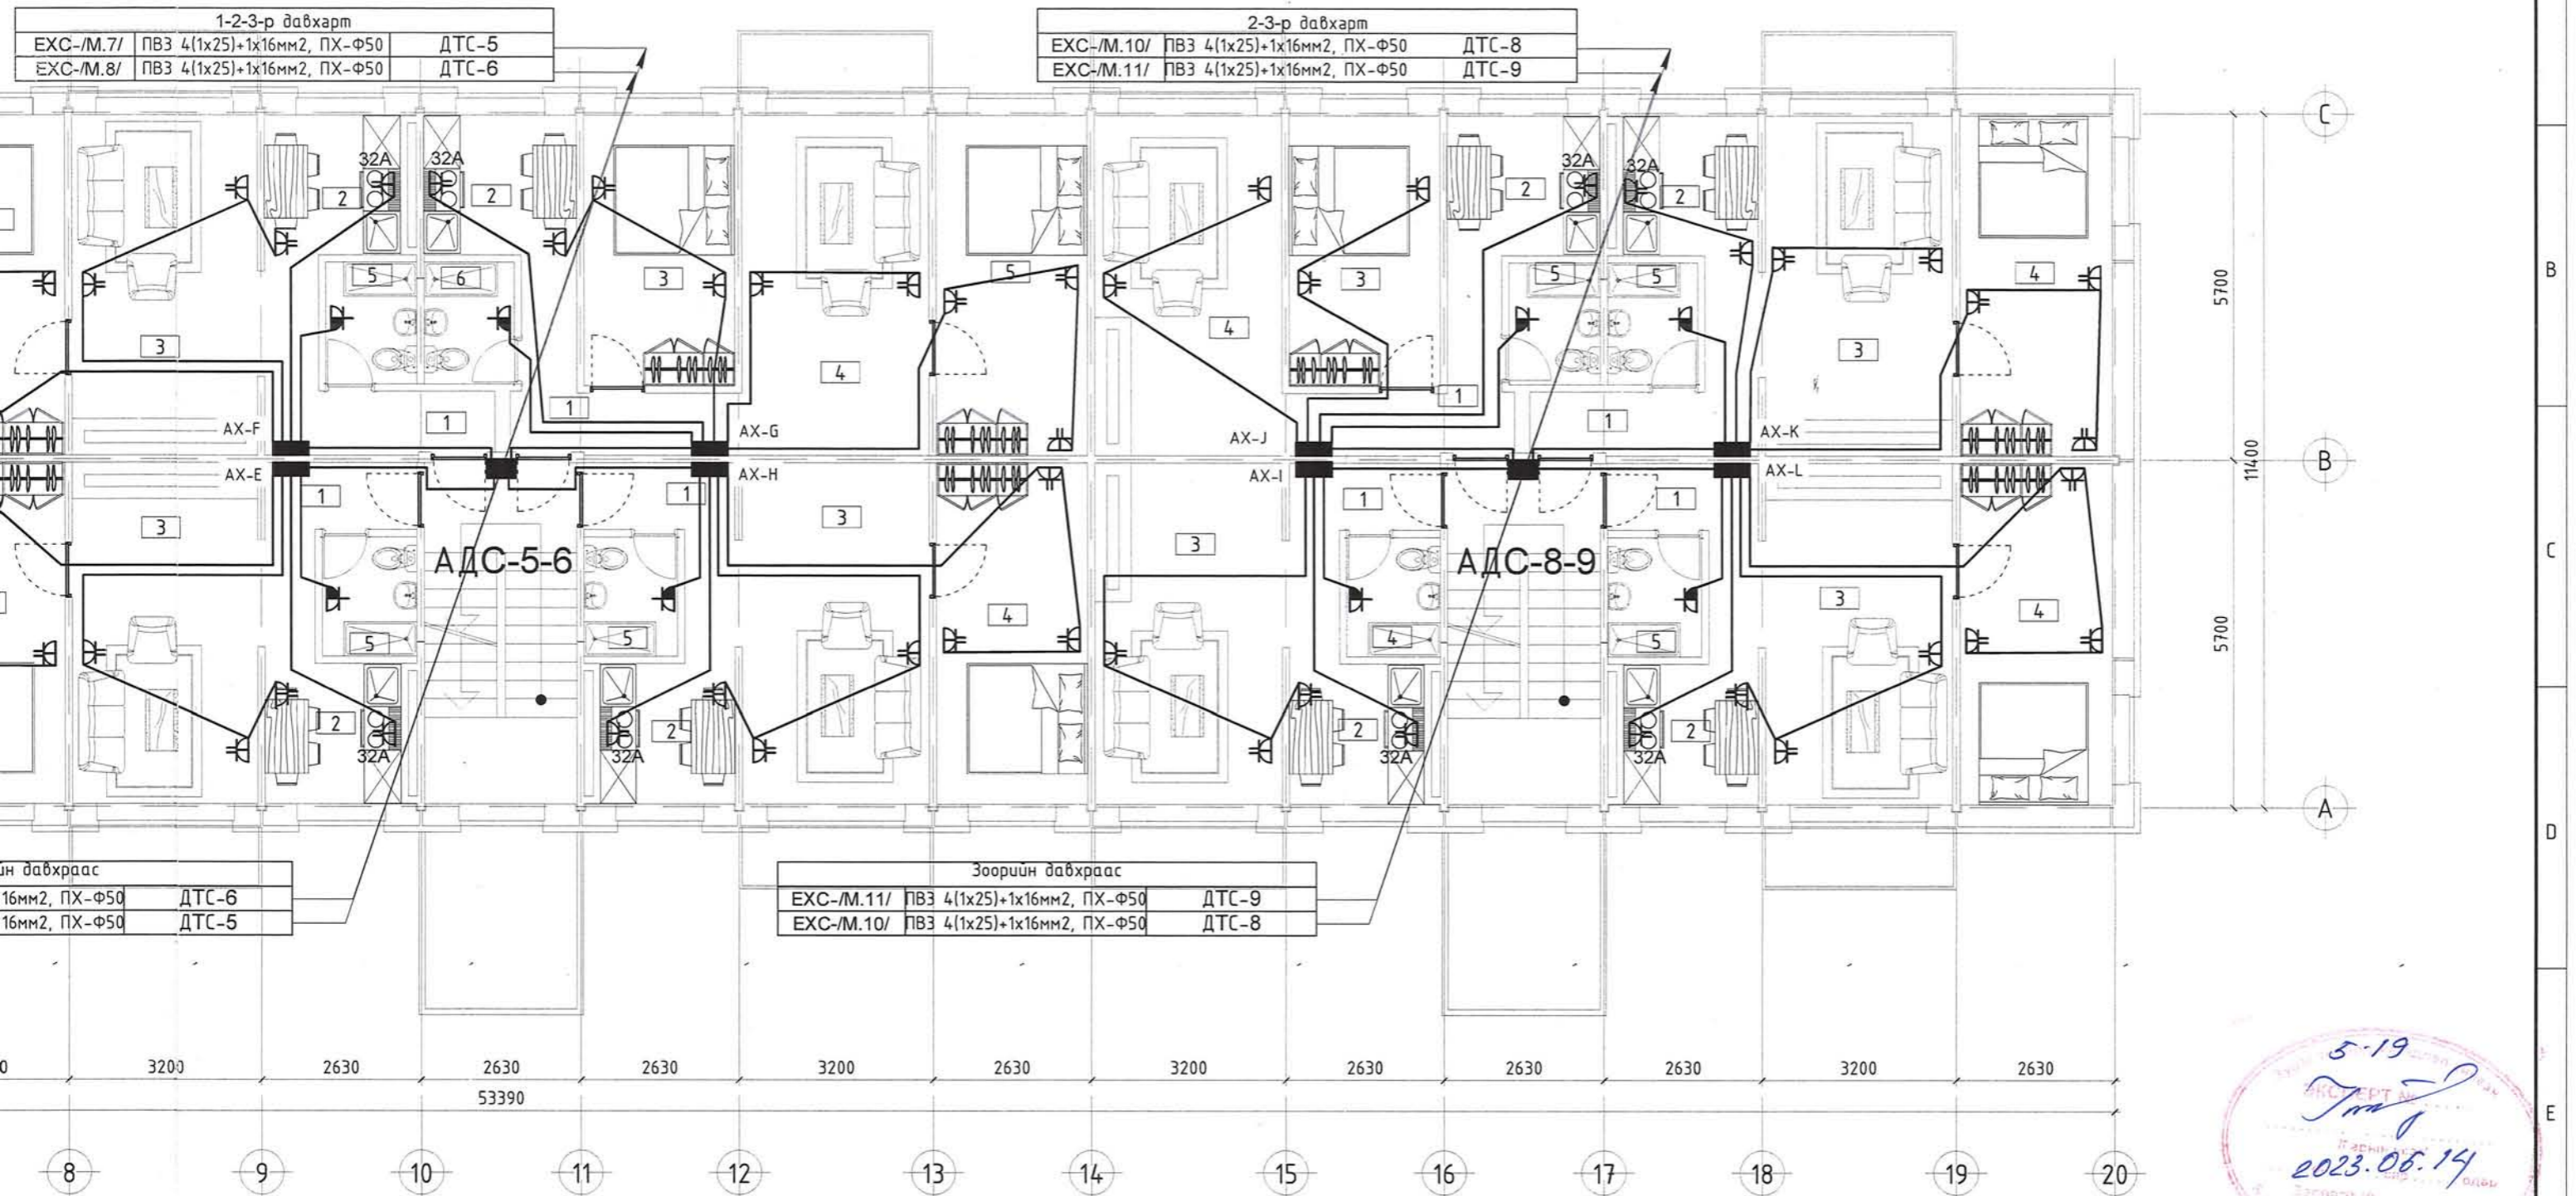 1-2-3-р давхарт
EXC-/M.7/ ПВЗ 4(1x25)+1x16мм2, ПХ-Ф50 ДТС-5
EXC-/M.8/ ПВЗ 4(1x25)+1x16мм2, ПХ-Ф50 ДТС-6
2-3-р давхарт
EXC-/M.10/ ПВЗ 4(1x25)+1x16мм2, ПХ-Ф50 ДТС-8
EXC-/M.11/ ПВЗ 4(1x25)+1x16мм2, ПХ-Ф50 ДТС-9
C
32A 32A 32A 32A
2 2 2 2
5 6 3 5 4 3 5 5 4
B
5700
3 4 3
1 1 1 1
AX-F AX-G AX-J AX-K
AX-E AX-H AX-I AX-L
B
11400
1 1 1 1
3 3 3
АДС-5-6 АДС-8-9
C
5 5 4 3 4 5 3 4
5700
2 2 2 2
32A 32A 32A 32A
A
D
йн давхраас
16мм2, ПХ-Ф50 ДТС-6
16мм2, ПХ-Ф50 ДТС-5
Зоорийн давхраас
EXC-/M.11/ ПВЗ 4(1x25)+1x16мм2, ПХ-Ф50 ДТС-9
EXC-/M.10/ ПВЗ 4(1x25)+1x16мм2, ПХ-Ф50 ДТС-8
0 3200 2630 2630 2630 3200 2630 3200 2630 2630 2630 3200 2630
53390
E
8 9 10 11 12 13 14 15 16 17 18 19 20
5-19
ЭКСПЕРТ №
2023.06.14